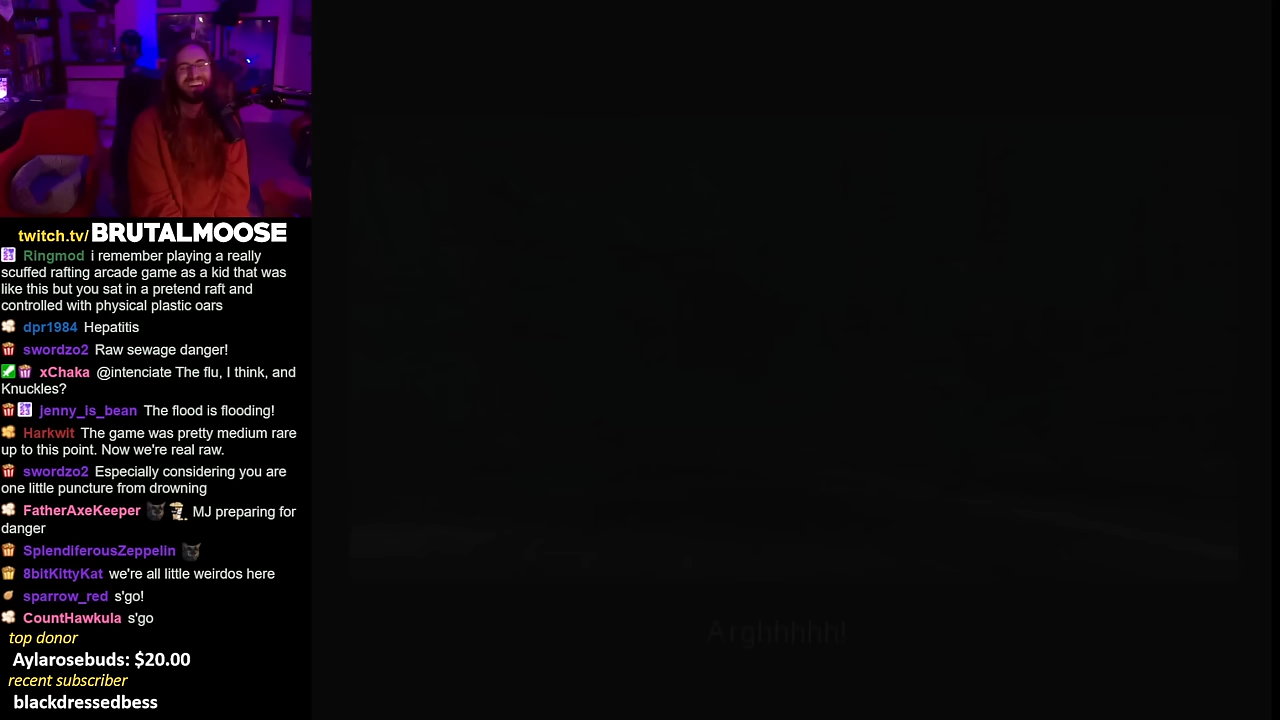 twitch.tv/BRUTALMOOSE
Ringmod i remember playing a really
scuffed rafting arcade game as a kid that was
like this but you sat in a pretend raft and
controlled with physical plastic oars
dpr1984 Hepatitis
swordzo2 Raw sewage danger!
xChaka @intenciate The flu, I think, and
Knuckles?
jenny_is_bean The flood is flooding!
Harkwit The game was pretty medium rare
up to this point. Now we're real raw.
swordzo2 Especially considering you are
one little puncture from drowning
FatherAxeKeeper MJ preparing for
danger
SplendiferousZeppelin
8bitKittyKat we're all little weirdos here
sparrow_red s'go!
CountHawkula s'go
top donor
Aylarosebuds: $20.00
recent subscriber
blackdressedbess
Arghhhhh!